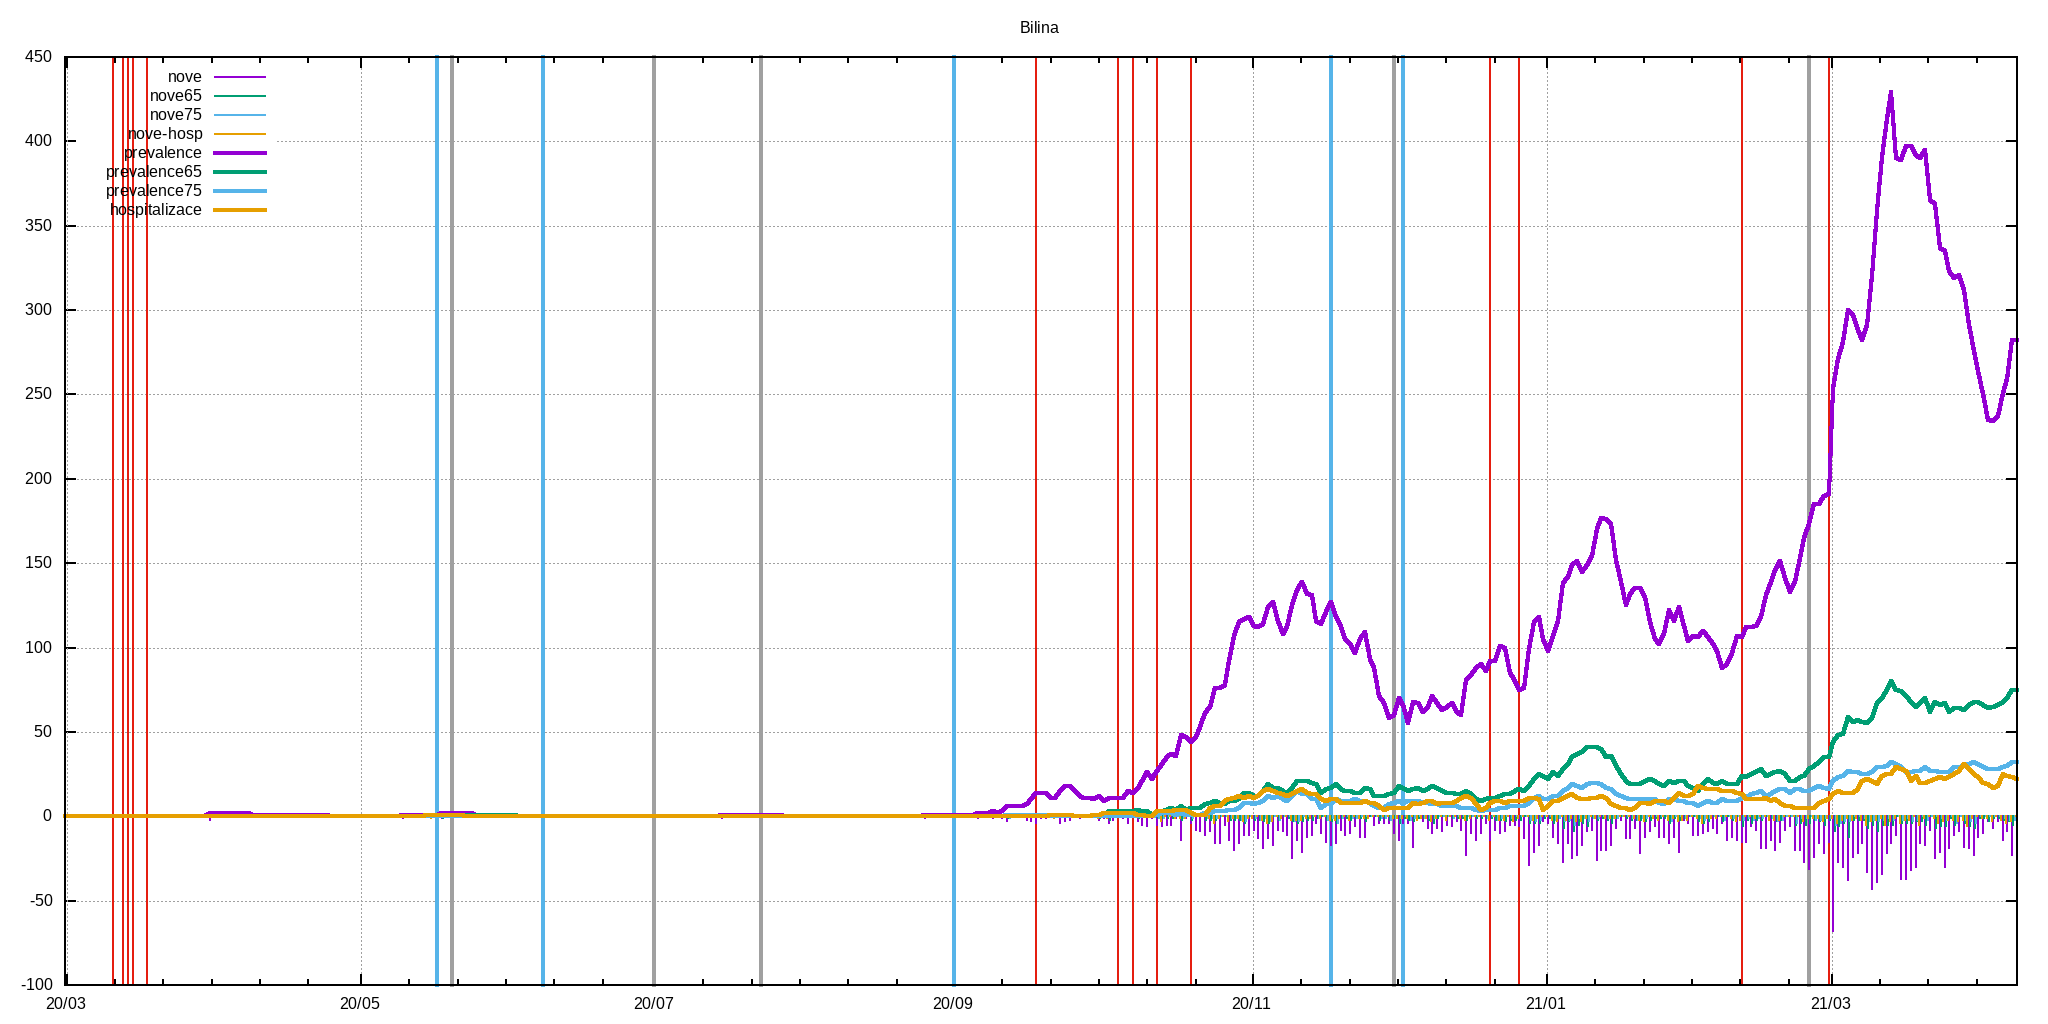 Bilina
450
400
350
300
250
200
150
100
50
0
-50
-100
nove
nove65
nove75
nove-hosp
prevalence
prevalence65
prevalence75
hospitalizace
20/03 20/05 20/07 20/09 20/11 21/01 21/03